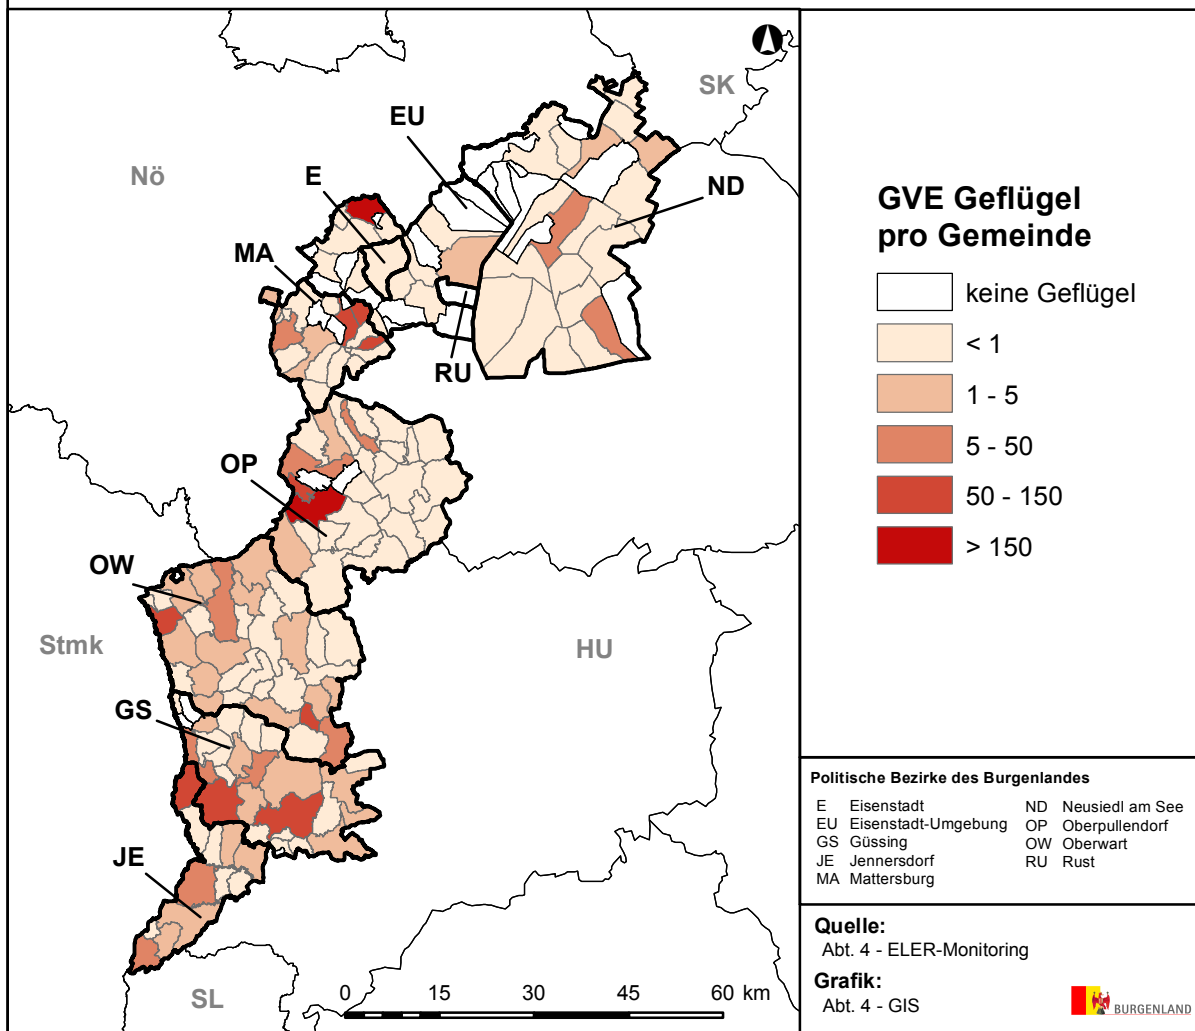 SK
EU
Nö
E
ND
MA
RU
OP
OW
Stmk
HU
GS
JE
SL
0 15 30 45 60 km
GVE Geflügel
pro Gemeinde
keine Geflügel
< 1
1 - 5
5 - 50
50 - 150
> 150
Politische Bezirke des Burgenlandes
E Eisenstadt
EU Eisenstadt-Umgebung
GS Güssing
JE Jennersdorf
MA Mattersburg
ND Neusiedl am See
OP Oberpullendorf
OW Oberwart
RU Rust
Quelle:
Abt. 4 - ELER-Monitoring
Grafik:
Abt. 4 - GIS
BURGENLAND